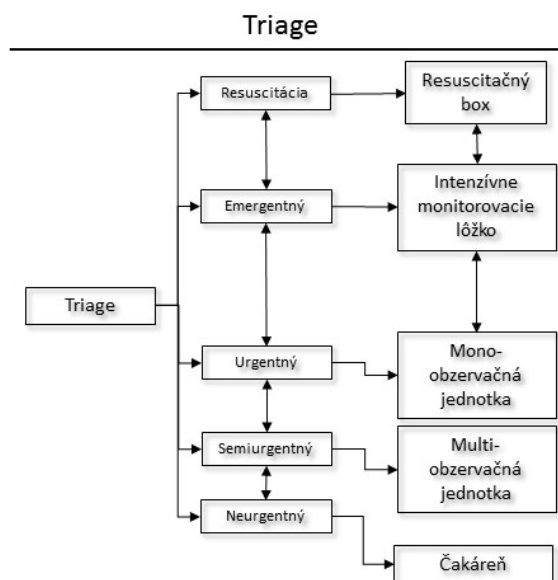 Triage
Resuscitácia
Resuscitačný
box
Emergentný
Intenzívne
monitorovacie
lôžko
Triage
Urgentný
Mono-
obzervačná
jednotka
Semiurgentný
Multi-
obzervačná
jednotka
Neurgentný
Čakáreň